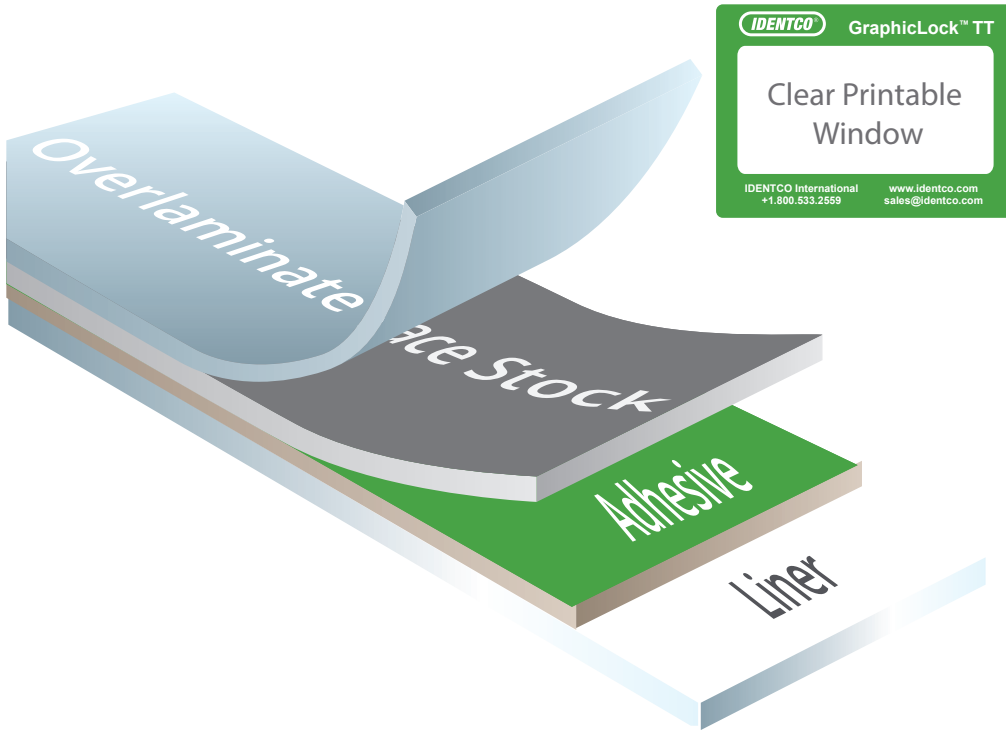 IDENTCO®
GraphicLock™ TT
Clear Printable
Window
IDENTCO International
+1.800.533.2559
www.identco.com
sales@identco.com
Overlaminate
ace Stock
Adhesive
Liner